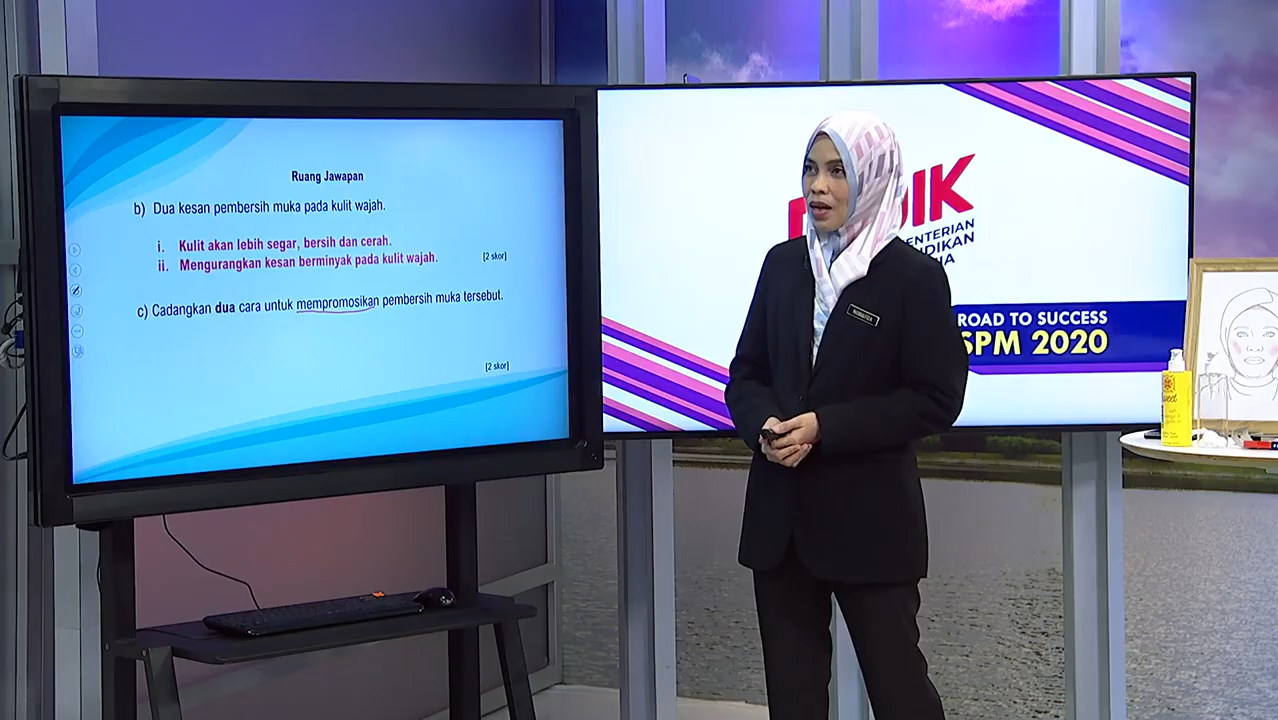 Ruang Jawapan
b) Dua kesan pembersih muka pada kulit wajah.
i. Kulit akan lebih segar, bersih dan cerah.
ii. Mengurangkan kesan berminyak pada kulit wajah.
[2 skor]
c) Cadangkan dua cara untuk mempromosikan pembersih muka tersebut.
[2 skor]
IK
ROAD TO SUCCESS
SPM 2020